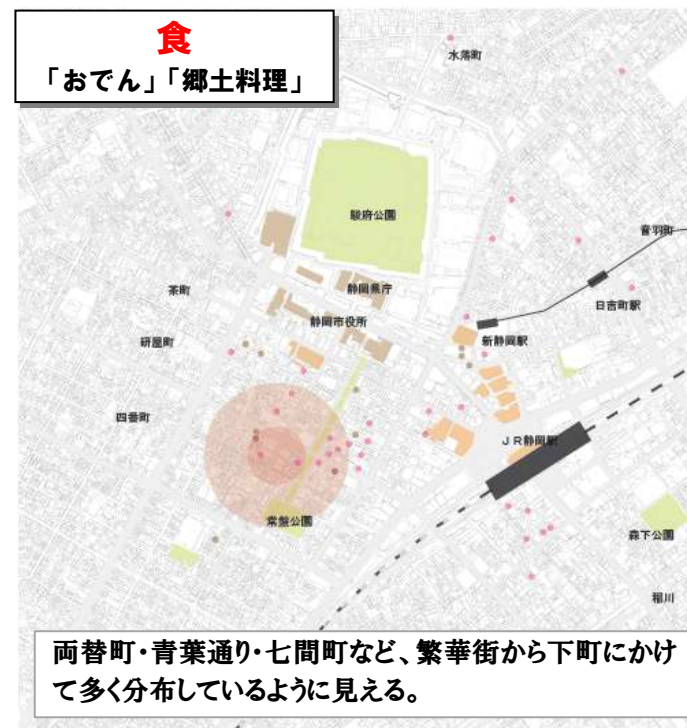 食
「おでん」「郷土料理」
水落町
駿府公園
音羽町
茶町
静岡県庁
日吉町駅
静岡市役所
新静岡駅
研屋町
四番町
JR静岡駅
常盤公園
森下公園
稲川
両替町・青葉通り・七間町など、繁華街から下町にかけ
て多く分布しているように見える。